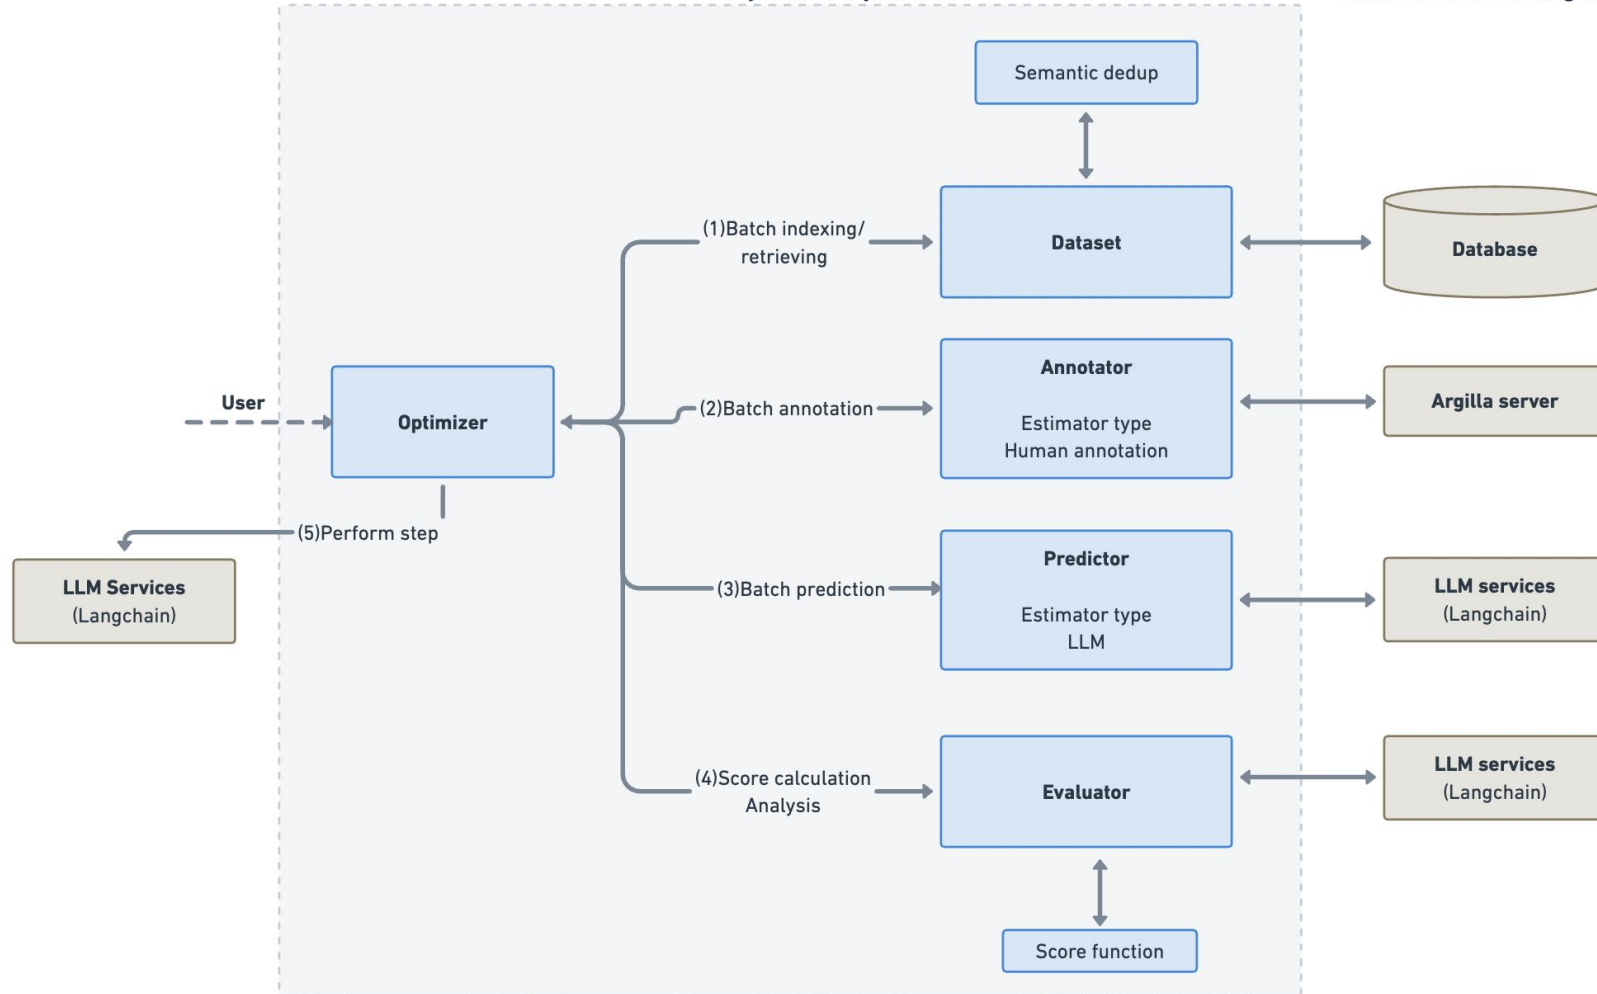 Semantic dedup
(1)Batch indexing/
retrieving
Dataset
Database
Annotator
Estimator type
Human annotation
Argilla server
User
Optimizer
(2)Batch annotation
(5)Perform step
LLM Services
(Langchain)
Predictor
Estimator type
LLM
(3)Batch prediction
LLM services
(Langchain)
(4)Score calculation
Analysis
Evaluator
LLM services
(Langchain)
Score function